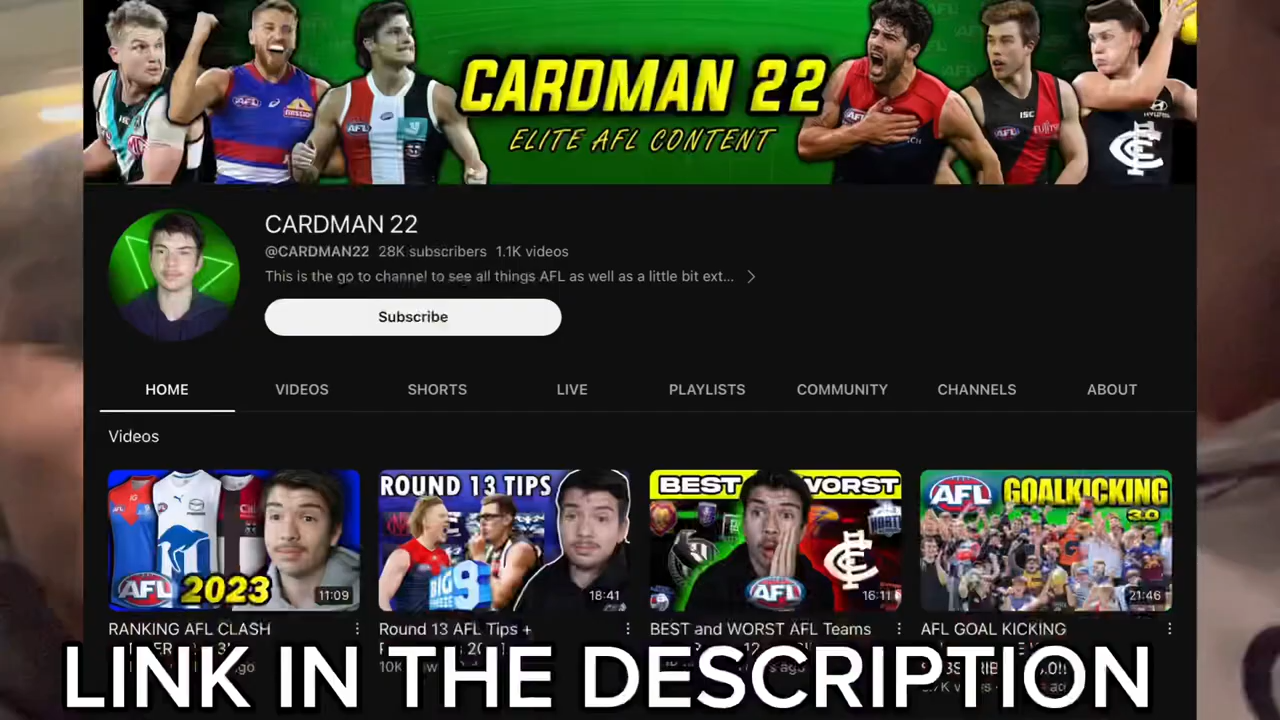 CARDMAN 22
ELITE AFL CONTENT
CARDMAN 22
@CARDMAN22 28K subscribers 1.1K videos
This is the go to channel to see all things AFL as well as a little bit ext...
Subscribe
HOME VIDEOS SHORTS LIVE PLAYLISTS COMMUNITY CHANNELS ABOUT
Videos
AFL 2023
11:09
ROUND 13 TIPS
BIG
9
18:41
BEST WORST
AFL
16:11
AFL GOALKICKING
3.0
21:46
RANKING AFL CLASH
Round 13 AFL Tips +
BEST and WORST AFL Teams
AFL GOAL KICKING
LINK IN THE DESCRIPTION